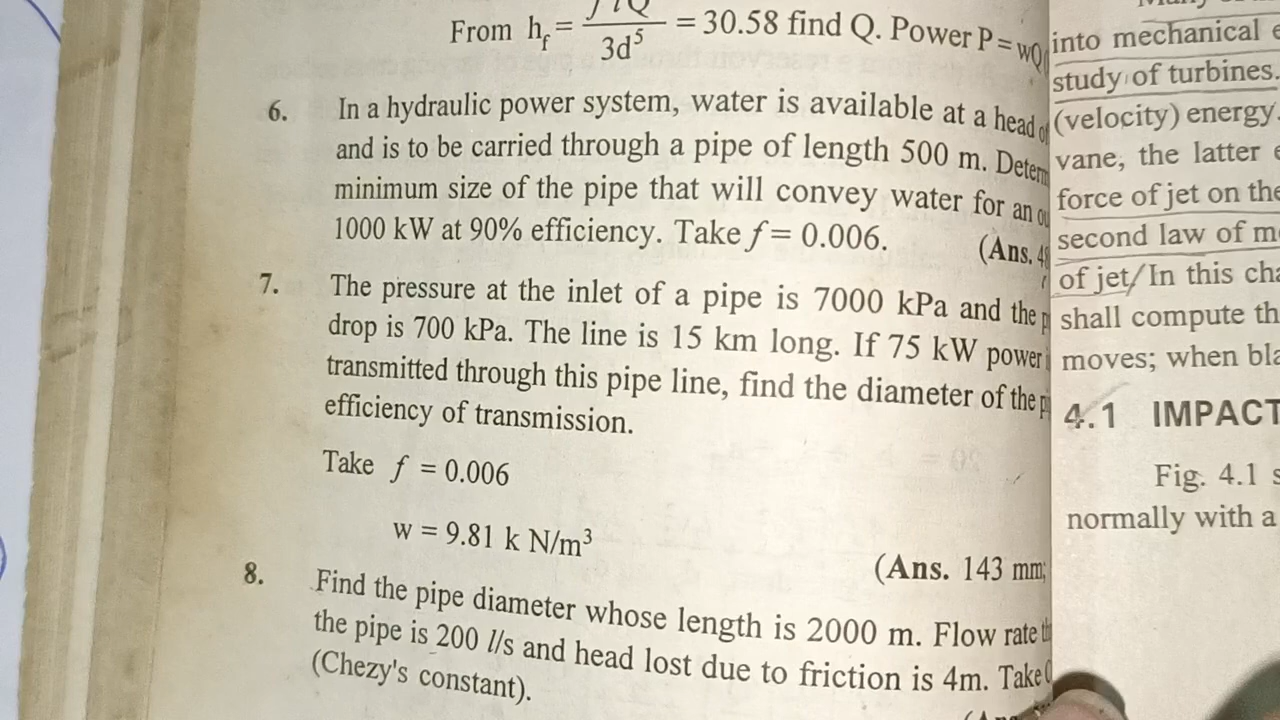 From h_f = f l Q / 3d⁵ = 30.58 find Q. Power P = wQ
6. In a hydraulic power system, water is available at a head of
and is to be carried through a pipe of length 500 m.
minimum size of the pipe that will convey water for an
1000 kW at 90% efficiency. Take f = 0.006.
(Ans.
7. The pressure at the inlet of a pipe is 7000 kPa and the
drop is 700 kPa. The line is 15 km long. If 75 kW power
transmitted through this pipe line, find the diameter of the
efficiency of transmission.
Take f = 0.006
w = 9.81 k N/m³
(Ans. 143 mm;
8. Find the pipe diameter whose length is 2000 m. Flow rate
the pipe is 200 l/s and head lost due to friction is 4m. Take
(Chezy's constant).
into mechanical
study of turbines.
(velocity) energy.
vane, the latter
force of jet on the
second law of
of jet/In this
shall compute
moves; when
4.1 IMPACT
Fig. 4.1
normally with a